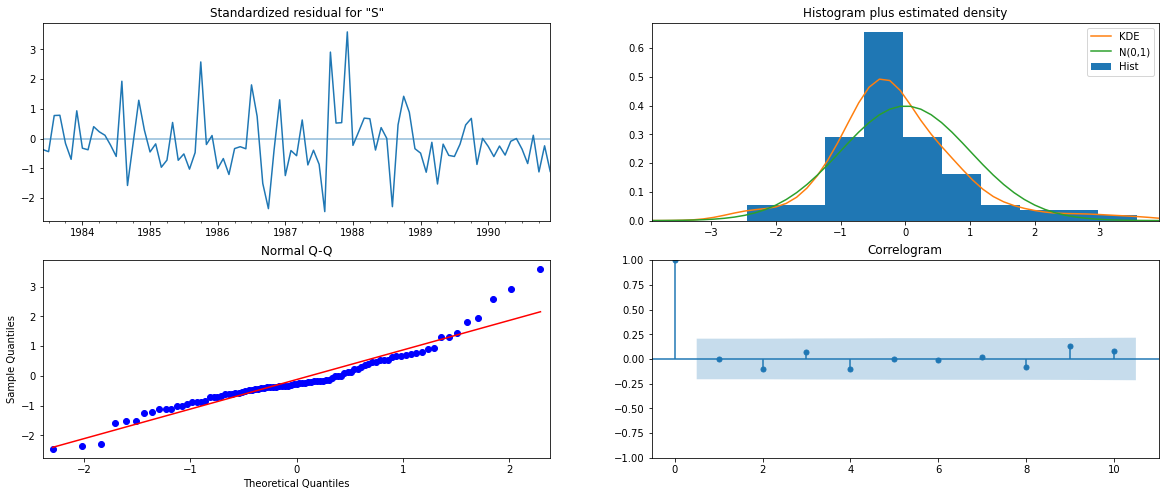 Standardized residual for "S"
3
2
1
0
−1
−2
1984 1985 1986 1987 1988 1989 1990
Histogram plus estimated density
KDE
N(0,1)
Hist
0.6
0.5
0.4
0.3
0.2
0.1
0.0
−3 −2 −1 0 1 2 3
Normal Q-Q
Sample Quantiles
3
2
1
0
−1
−2
−2 −1 0 1 2
Theoretical Quantiles
Correlogram
1.00
0.75
0.50
0.25
0.00
−0.25
−0.50
−0.75
−1.00
0 2 4 6 8 10